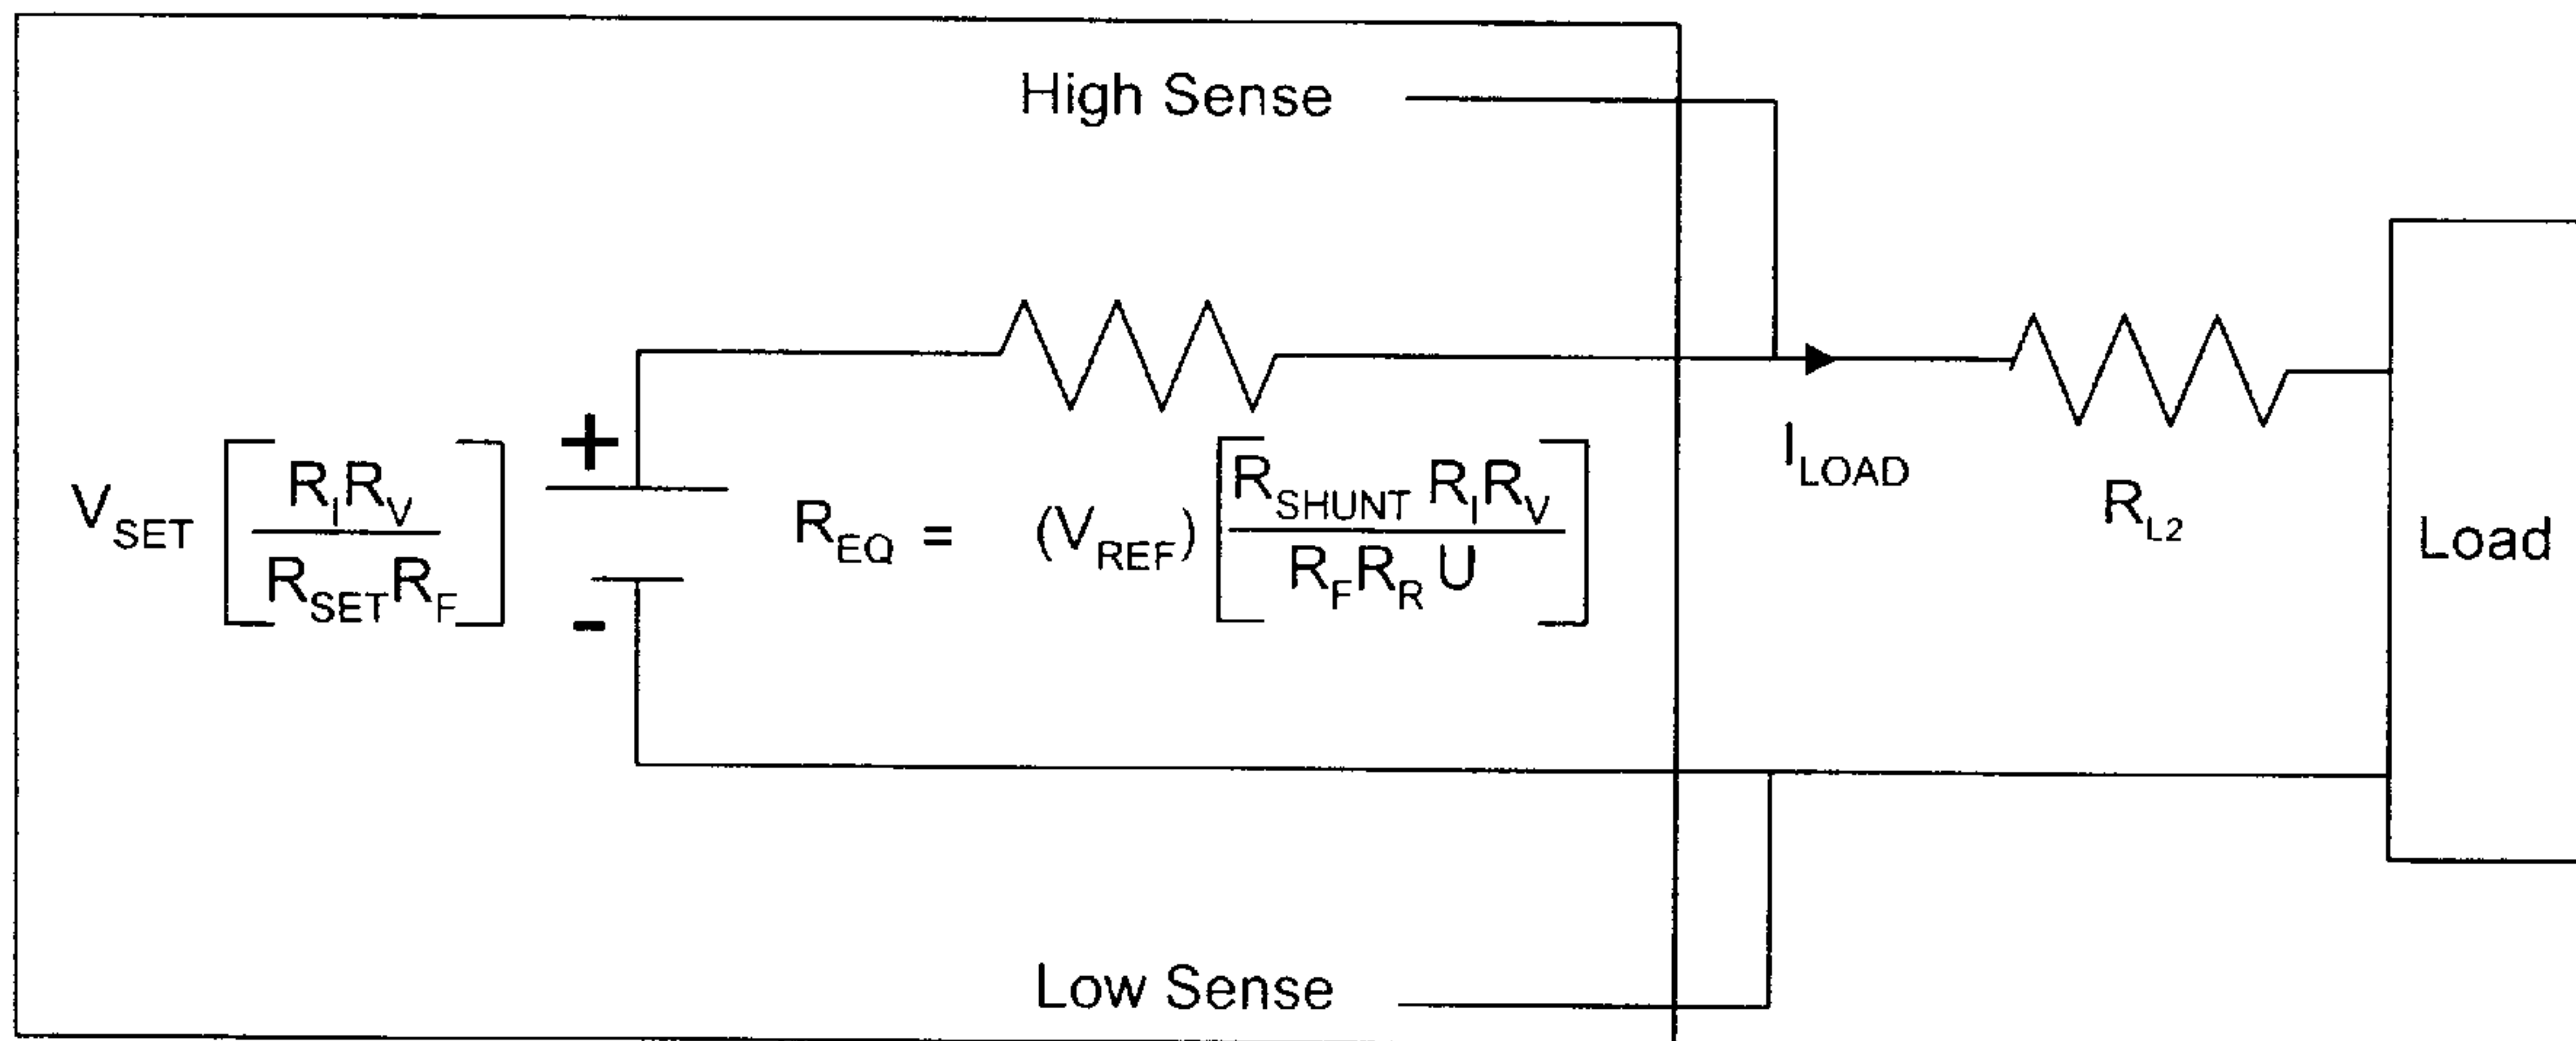 High Sense
+
V_SET [R_I R_V / R_SET R_F]
R_EQ = (V_REF) [R_SHUNT R_I R_V / R_F R_R U]
-
I_LOAD
R_L2
Load
Low Sense